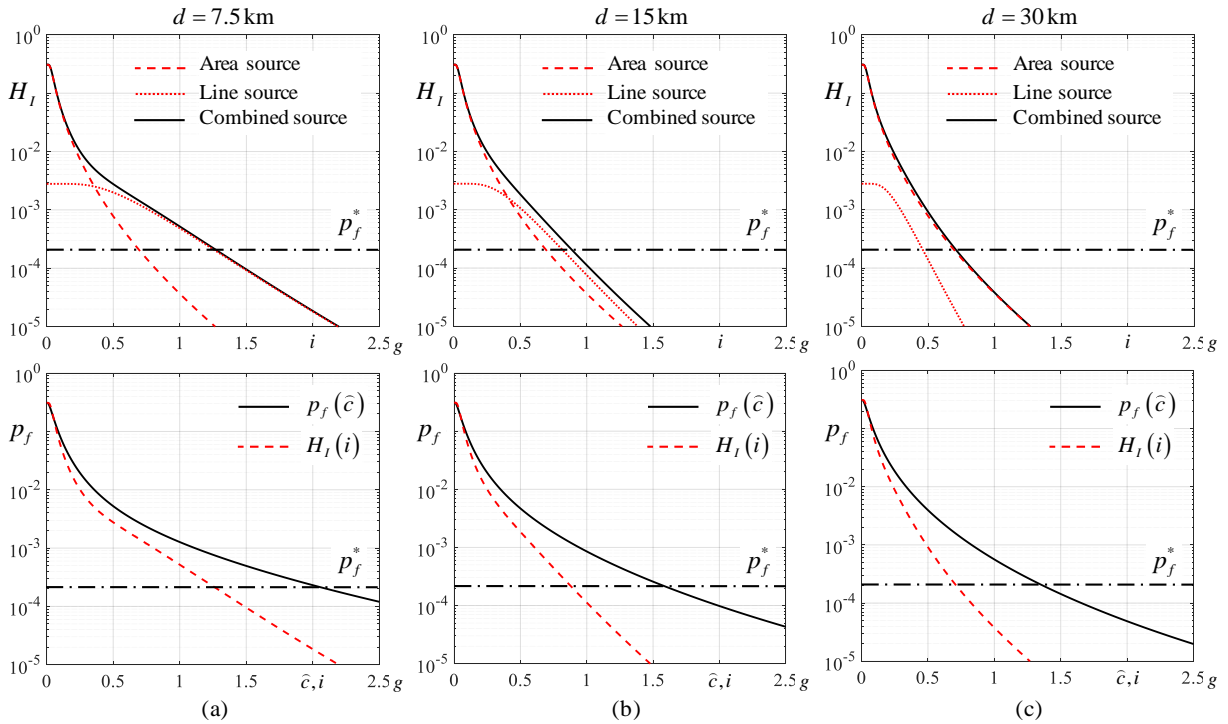 d = 7.5 km
d = 15 km
d = 30 km
10^0
H_I
10^-2
10^-3
10^-4
10^-5
Area source
Line source
Combined source
p_f^*
0 0.5 1 i 2.5 g
10^0
H_I
10^-2
10^-3
10^-4
10^-5
Area source
Line source
Combined source
p_f^*
0 0.5 1 1.5 i 2.5 g
10^0
H_I
10^-2
10^-3
10^-4
10^-5
Area source
Line source
Combined source
p_f^*
0 0.5 1 1.5 i 2.5 g
10^0
p_f
10^-2
10^-3
10^-4
10^-5
p_f(ĉ)
H_I(i)
p_f^*
0 0.5 1 1.5 ĉ,i 2.5 g
(a)
10^0
p_f
10^-2
10^-3
10^-4
10^-5
p_f(ĉ)
H_I(i)
p_f^*
0 0.5 1 1.5 ĉ,i 2.5 g
(b)
10^0
p_f
10^-2
10^-3
10^-4
10^-5
p_f(ĉ)
H_I(i)
p_f^*
0 0.5 1 1.5 ĉ,i 2.5 g
(c)